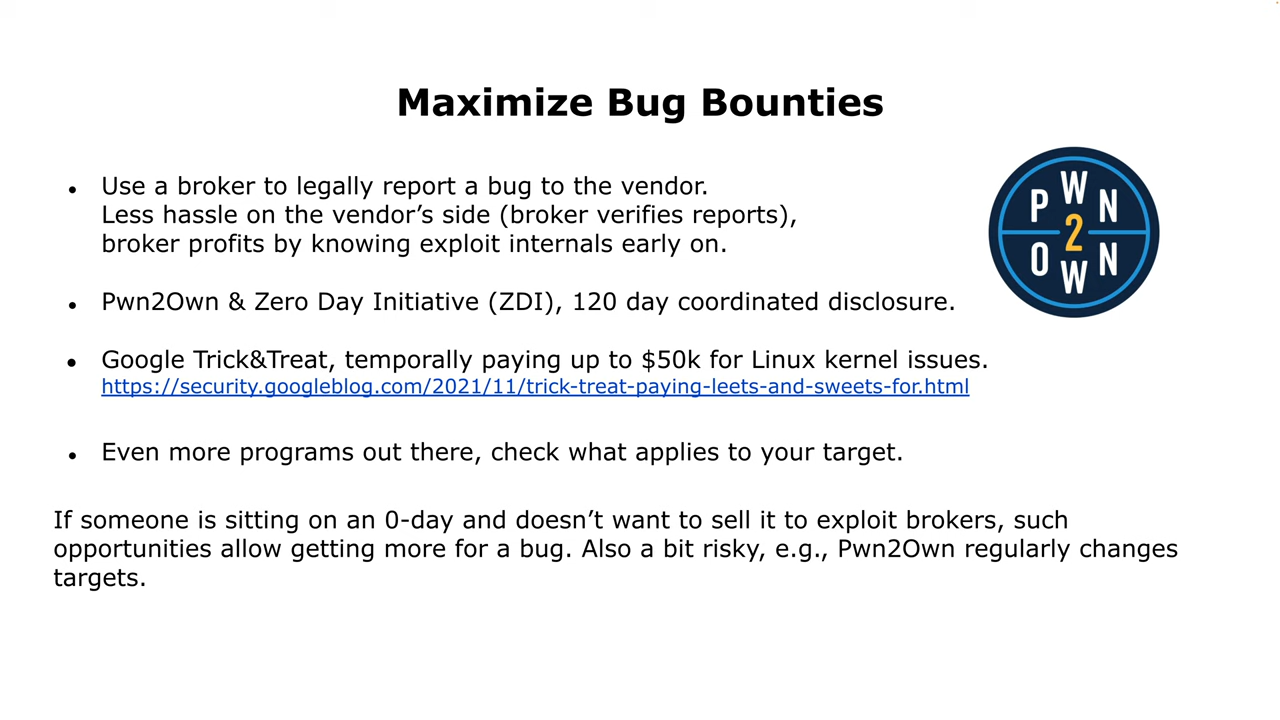 Maximize Bug Bounties
● Use a broker to legally report a bug to the vendor.
Less hassle on the vendor’s side (broker verifies reports),
broker profits by knowing exploit internals early on.
PWN
2
OWN
● Pwn2Own & Zero Day Initiative (ZDI), 120 day coordinated disclosure.
● Google Trick&Treat, temporally paying up to $50k for Linux kernel issues.
https://security.googleblog.com/2021/11/trick-treat-paying-leets-and-sweets-for.html
● Even more programs out there, check what applies to your target.
If someone is sitting on an 0-day and doesn’t want to sell it to exploit brokers, such
opportunities allow getting more for a bug. Also a bit risky, e.g., Pwn2Own regularly changes
targets.